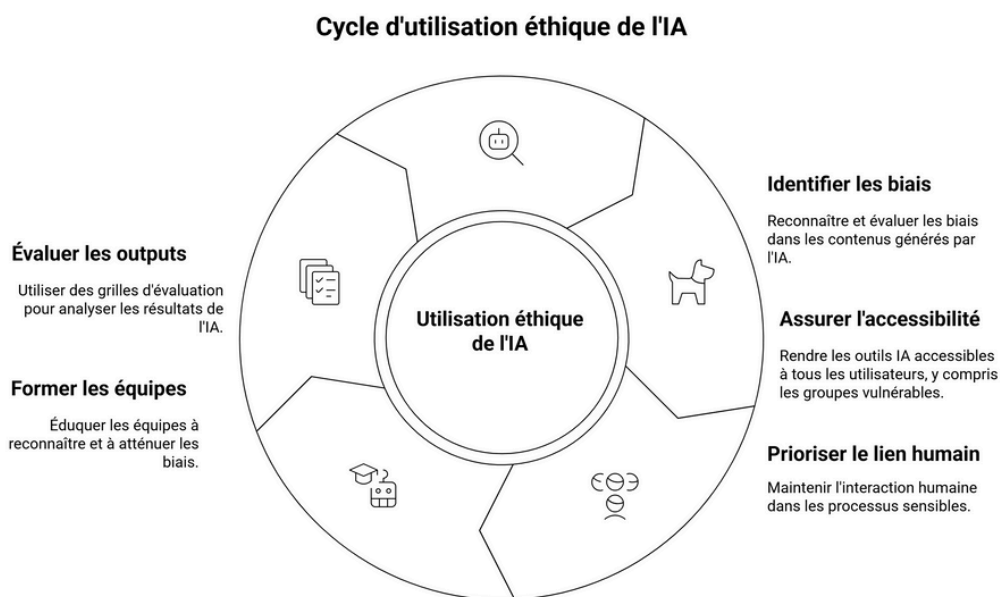 Cycle d'utilisation éthique de l'IA
Identifier les biais
Reconnaître et évaluer les biais
dans les contenus générés par
l'IA.
Assurer l'accessibilité
Rendre les outils IA accessibles
à tous les utilisateurs, y compris
les groupes vulnérables.
Prioriser le lien humain
Maintenir l'interaction humaine
dans les processus sensibles.
Former les équipes
Éduquer les équipes à
reconnaître et à atténuer les
biais.
Évaluer les outputs
Utiliser des grilles d'évaluation
pour analyser les résultats de
l'IA.
Utilisation éthique
de l'IA